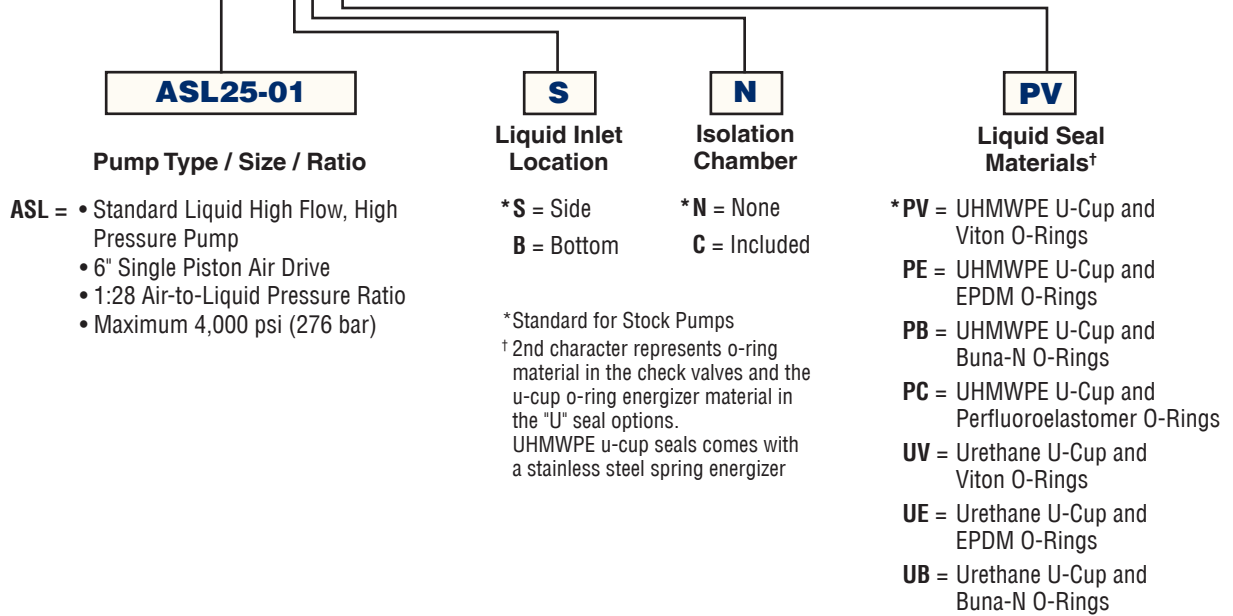 ASL25-01
S
N
PV
Pump Type / Size / Ratio
Liquid Inlet
Location
Isolation
Chamber
Liquid Seal
Materials†
ASL = • Standard Liquid High Flow, High
Pressure Pump
• 6" Single Piston Air Drive
• 1:28 Air-to-Liquid Pressure Ratio
• Maximum 4,000 psi (276 bar)
*S = Side
B = Bottom
*N = None
C = Included
*Standard for Stock Pumps
† 2nd character represents o-ring
material in the check valves and the
u-cup o-ring energizer material in
the "U" seal options.
UHMWPE u-cup seals comes with
a stainless steel spring energizer
*PV = UHMWPE U-Cup and
Viton O-Rings
PE = UHMWPE U-Cup and
EPDM O-Rings
PB = UHMWPE U-Cup and
Buna-N O-Rings
PC = UHMWPE U-Cup and
Perfluoroelastomer O-Rings
UV = Urethane U-Cup and
Viton O-Rings
UE = Urethane U-Cup and
EPDM O-Rings
UB = Urethane U-Cup and
Buna-N O-Rings